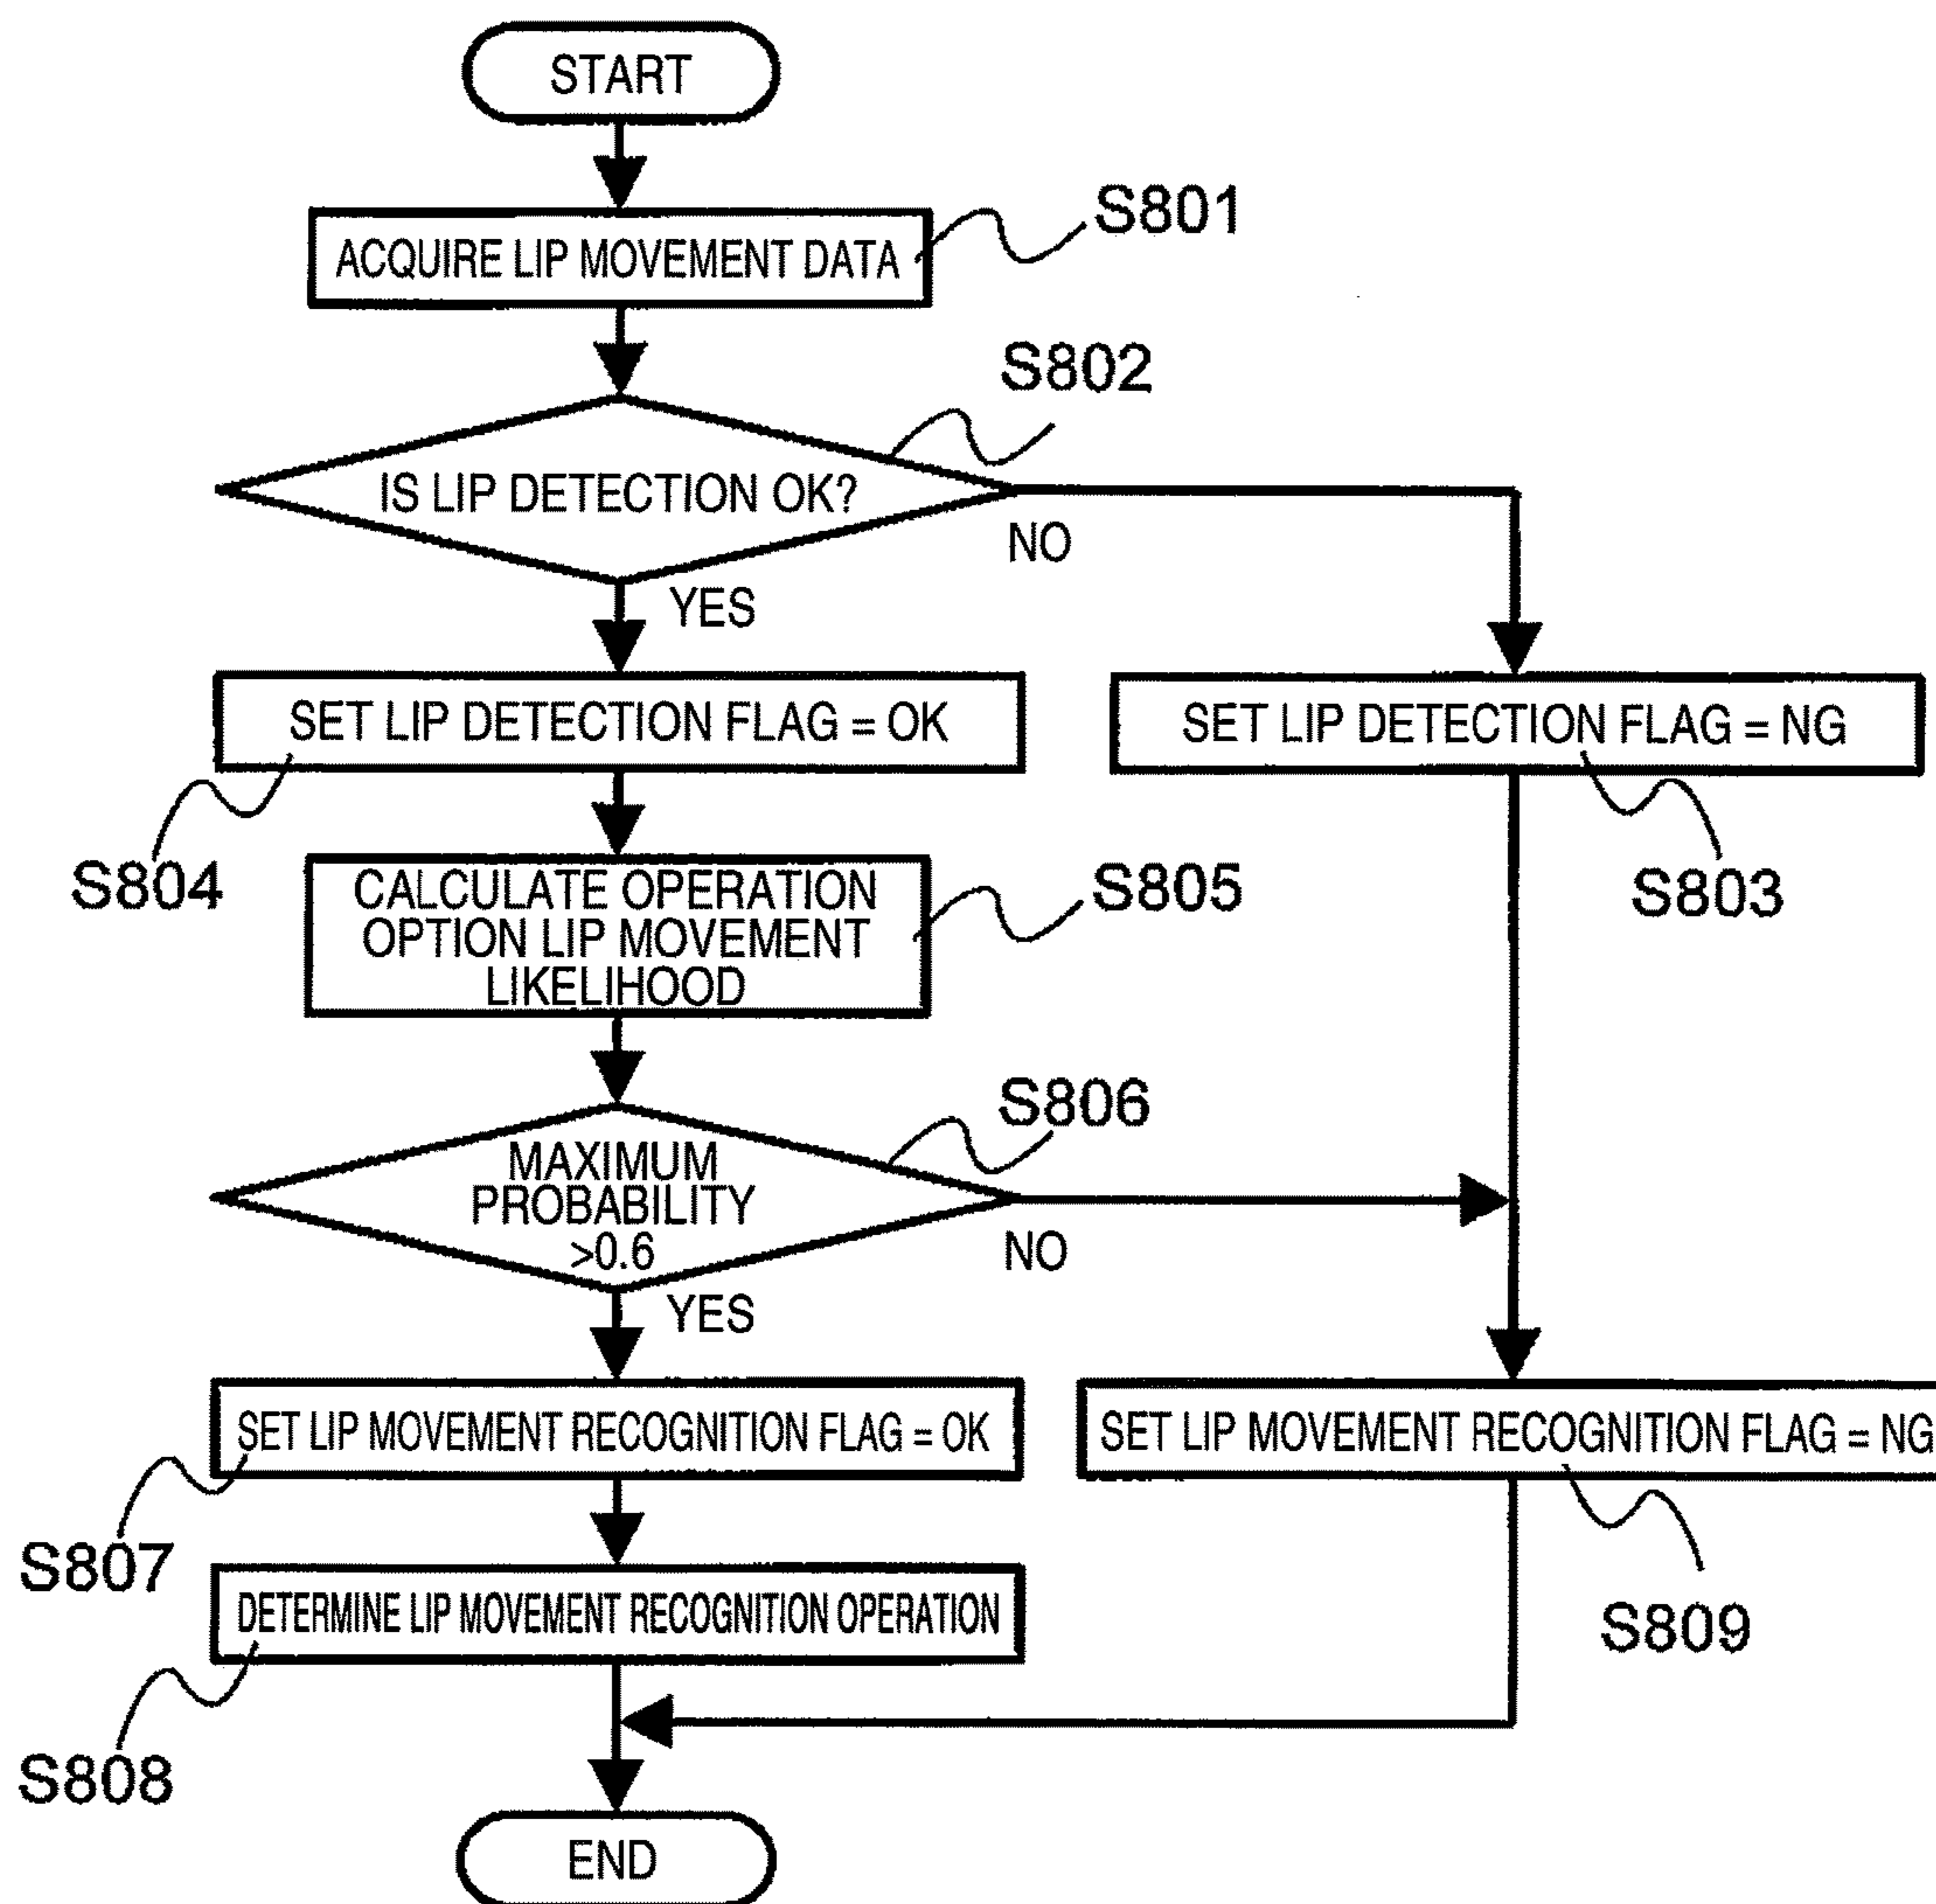 START
ACQUIRE LIP MOVEMENT DATA
S801
S802
IS LIP DETECTION OK?
NO
YES
SET LIP DETECTION FLAG = OK
SET LIP DETECTION FLAG = NG
S804
S803
CALCULATE OPERATION
OPTION LIP MOVEMENT
LIKELIHOOD
S805
S806
MAXIMUM
PROBABILITY
>0.6
NO
YES
SET LIP MOVEMENT RECOGNITION FLAG = OK
SET LIP MOVEMENT RECOGNITION FLAG = NG
S807
DETERMINE LIP MOVEMENT RECOGNITION OPERATION
S809
S808
END